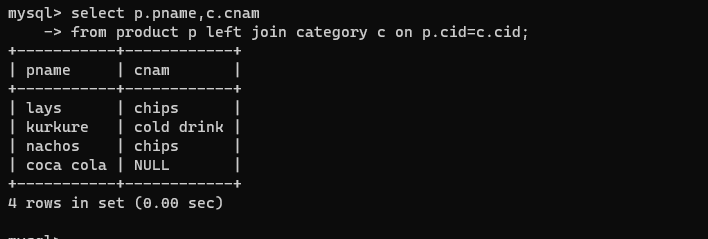 mysql> select p.pname,c.cnam
    -> from product p left join category c on p.cid=c.cid;
+-----------+------------+
| pname     | cnam       |
+-----------+------------+
| lays      | chips      |
| kurkure   | cold drink |
| nachos    | chips      |
| coca cola | NULL       |
+-----------+------------+
4 rows in set (0.00 sec)

mysql>